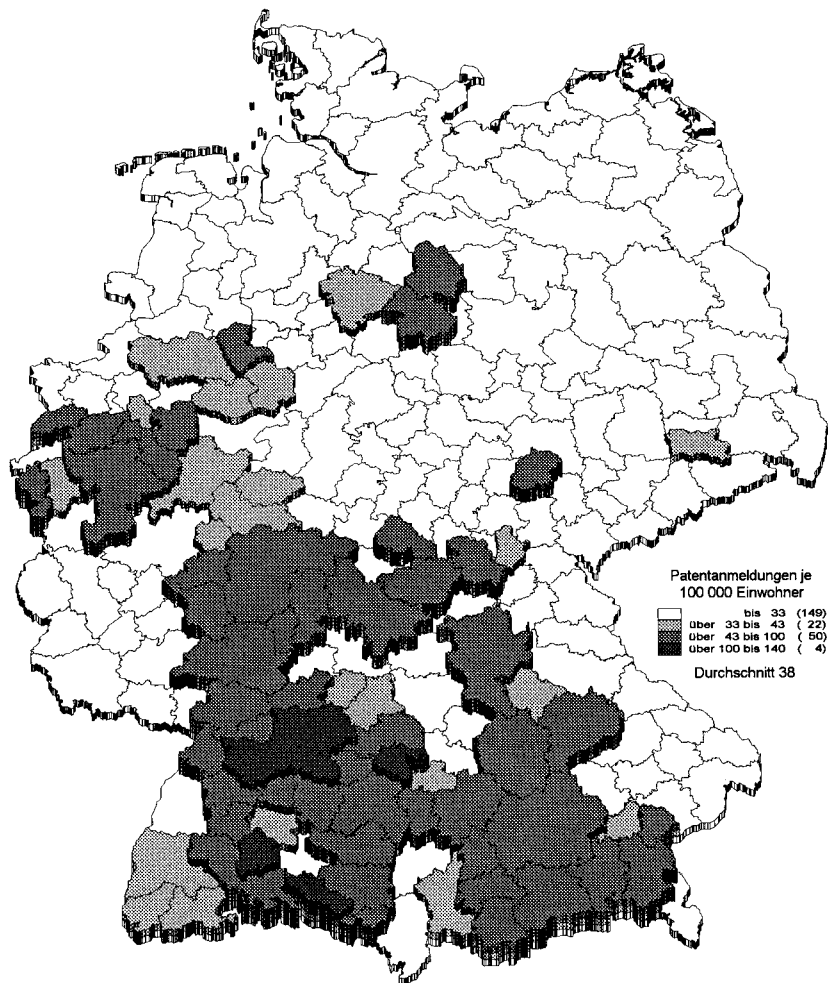 Patentanmeldungen je
100 000 Einwohner
bis 33 (149)
über 33 bis 43 ( 22)
über 43 bis 100 ( 50)
über 100 bis 140 ( 4)
Durchschnitt 38